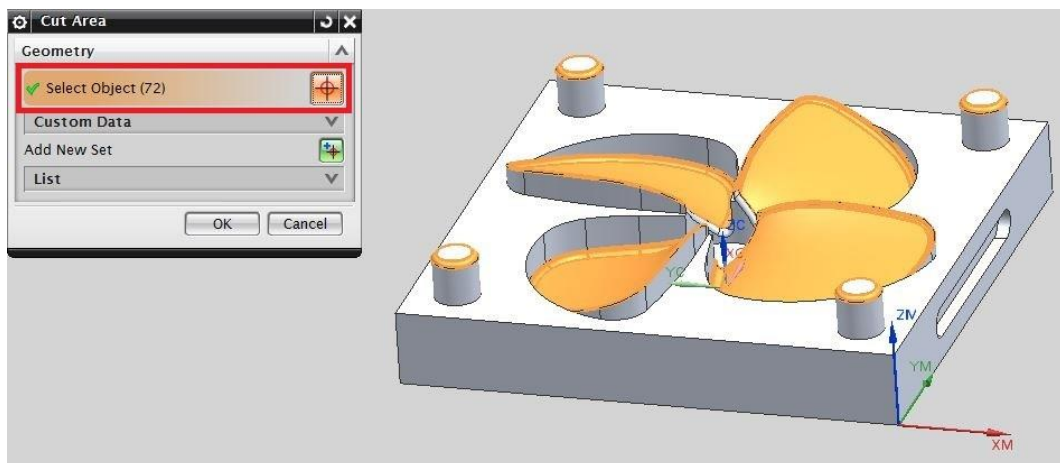 Cut Area
Geometry
Select Object (72)
Custom Data
Add New Set
List
OK Cancel
ZC
XC
YC
ZM
YM
XM